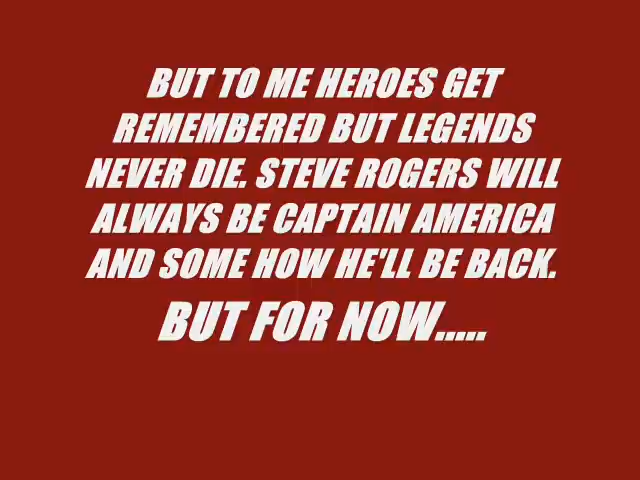 BUT TO ME HEROES GET
REMEMBERED BUT LEGENDS
NEVER DIE. STEVE ROGERS WILL
ALWAYS BE CAPTAIN AMERICA
AND SOME HOW HE'LL BE BACK.
BUT FOR NOW.....